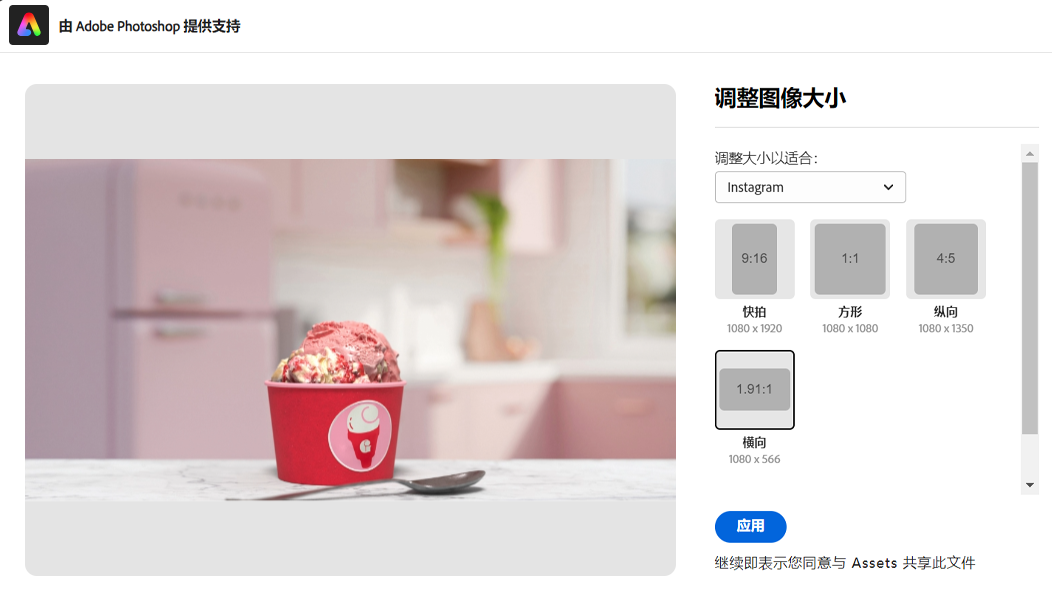 由 Adobe Photoshop 提供支持
调整图像大小
调整大小以适合:
Instagram
9:16
1:1
4:5
快拍
方形
纵向
1080 x 1920
1080 x 1080
1080 x 1350
1.91:1
横向
1080 x 566
应用
继续即表示您同意与 Assets 共享此文件